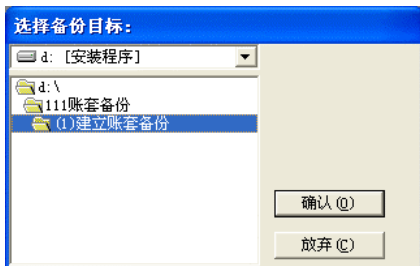 选择备份目标:
d: [安装程序]
d:\
111账套备份
(1)建立账套备份
确认(O)
放弃(C)